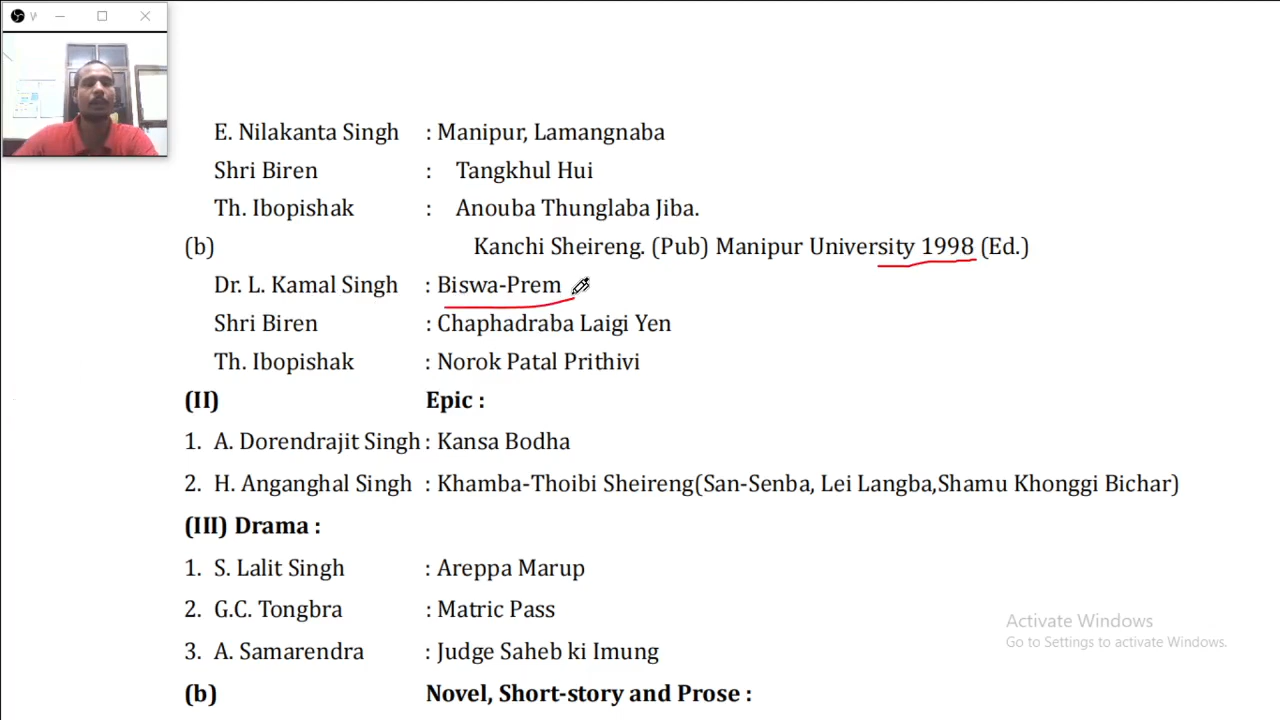 W
E. Nilakanta Singh : Manipur, Lamangnaba
Shri Biren : Tangkhul Hui
Th. Ibopishak : Anouba Thunglaba Jiba.
(b) Kanchi Sheireng. (Pub) Manipur University 1998 (Ed.)
Dr. L. Kamal Singh : Biswa-Prem
Shri Biren : Chaphadraba Laigi Yen
Th. Ibopishak : Norok Patal Prithivi
(II) Epic :
1. A. Dorendrajit Singh : Kansa Bodha
2. H. Anganghal Singh : Khamba-Thoibi Sheireng(San-Senba, Lei Langba,Shamu Khonggi Bichar)
(III) Drama :
1. S. Lalit Singh : Areppa Marup
2. G.C. Tongbra : Matric Pass
3. A. Samarendra : Judge Saheb ki Imung
(b) Novel, Short-story and Prose :
Activate Windows
Go to Settings to activate Windows.